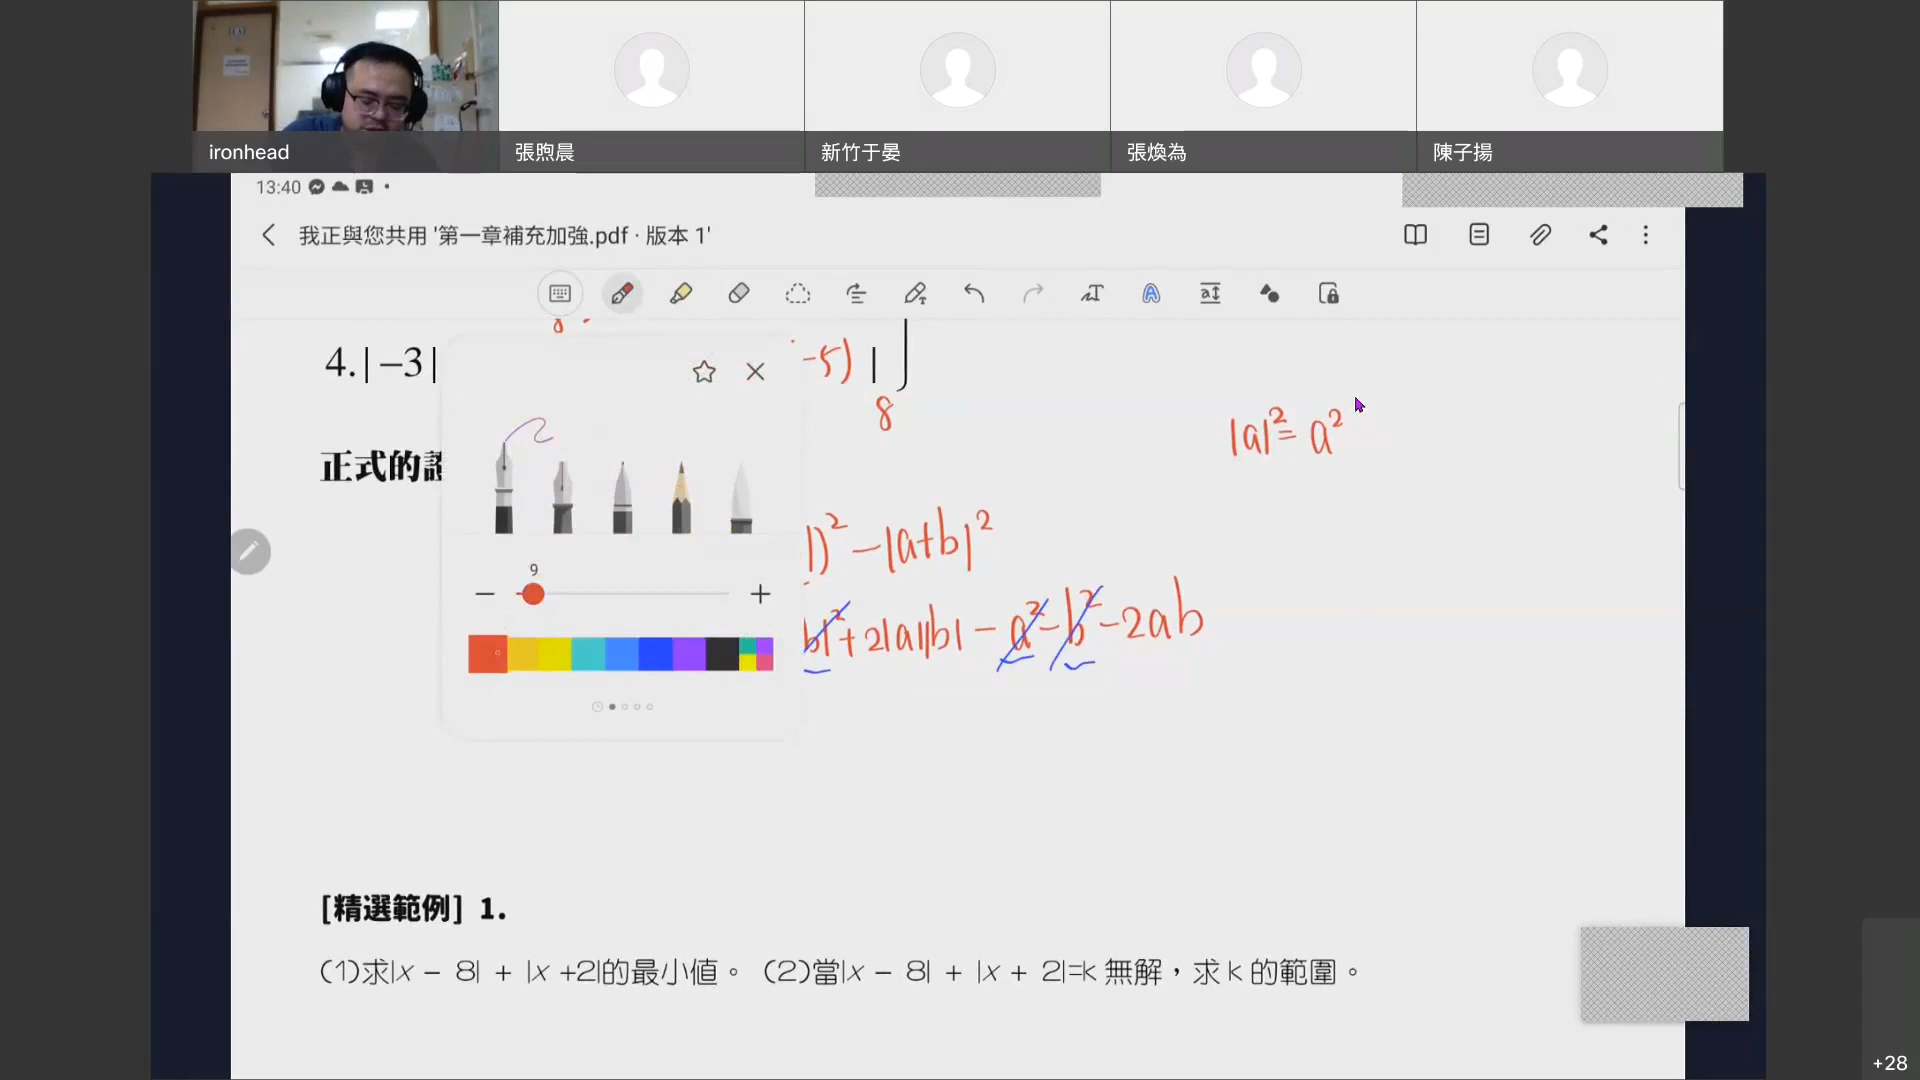 ironhead
張煦晨
新竹于晏
張煥為
陳子揚
13:40
我正與您共用 '第一章補充加強.pdf · 版本 1'
4.|−3|
-5) |
8
|a|² = a²
正式的
|)² − |a+b|²
b|² + 2|a||b| − a² − b² − 2ab
9
[精選範例] 1.
(1)求|x − 8| + |x +2|的最小值。 (2)當|x − 8| + |x + 2|=k 無解，求 k 的範圍。
+28